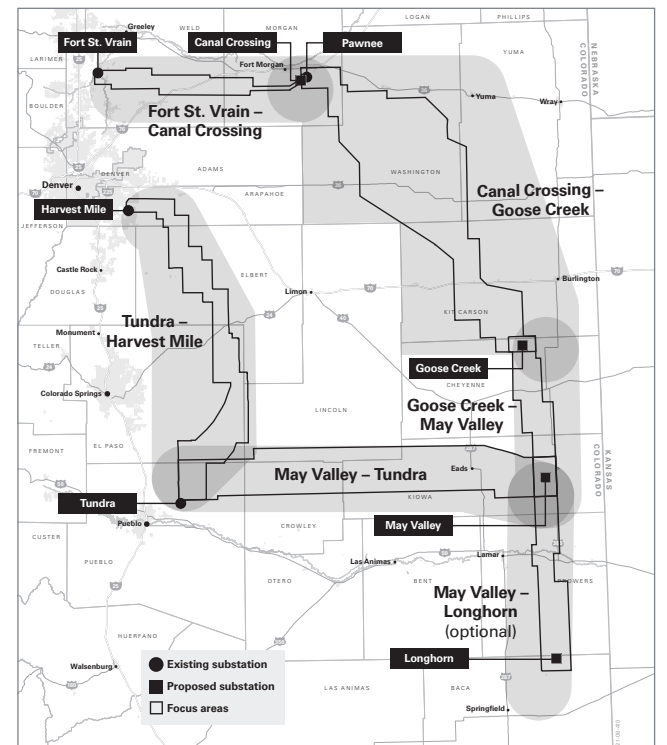 LOGAN
PHILLIPS
Greeley
WELD
MORGAN
Fort St. Vrain
Canal Crossing
Pawnee
YUMA
NEBRASKA
COLORADO
LARIMER
Fort Morgan
BOULDER
Yuma
Wray
76
Fort St. Vrain –
Canal Crossing
ADAMS
WASHINGTON
DENVER
Denver
ARAPAHOE
Canal Crossing –
Goose Creek
Harvest Mile
JEFFERSON
Castle Rock
ELBERT
Burlington
70
Limon
DOUGLAS
KIT CARSON
Tundra –
Harvest Mile
Monument
TELLER
Goose Creek
CHEYENNE
Colorado Springs
LINCOLN
Goose Creek –
May Valley
EL PASO
FREMONT
KANSAS
COLORADO
May Valley – Tundra
Eads
KIOWA
Tundra
May Valley
Pueblo
CROWLEY
CUSTER
Lamar
Las Animas
PUEBLO
OTERO
BENT
PROWERS
May Valley –
Longhorn
(optional)
HUERFANO
Longhorn
Existing substation
Walsenburg
Proposed substation
LAS ANIMAS
BACA
Focus areas
Springfield